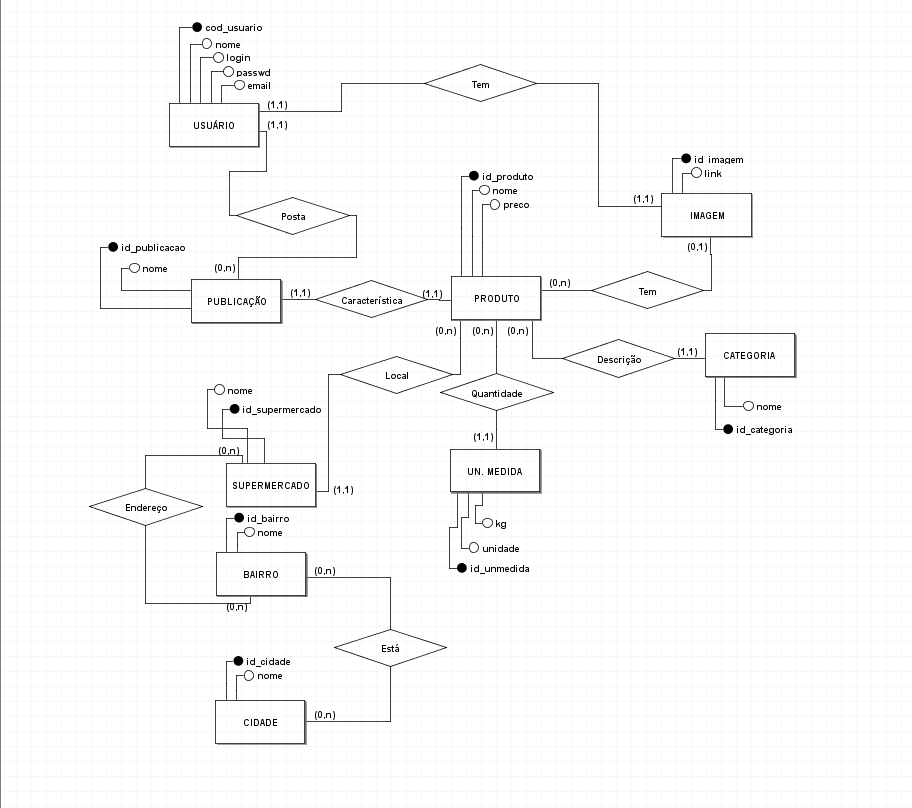 cod_usuario
nome
login
passwd
email
(1,1)
USUÁRIO
(1,1)
Tem
id_imagem
link
(1,1)
IMAGEM
(0,1)
id_produto
nome
preco
Posta
id_publicacao
nome
(0,n)
PUBLICAÇÃO
(1,1)
Característica
(1,1)
PRODUTO
(0,n)
Tem
(0,n)
(0,n)
(0,n)
Descrição
(1,1)
CATEGORIA
nome
id_categoria
Local
Quantidade
nome
id_supermercado
(0,n)
SUPERMERCADO
(1,1)
(1,1)
UN. MEDIDA
kg
unidade
id_unmedida
Endereço
id_bairro
nome
BAIRRO
(0,n)
(0,n)
Está
id_cidade
nome
CIDADE
(0,n)